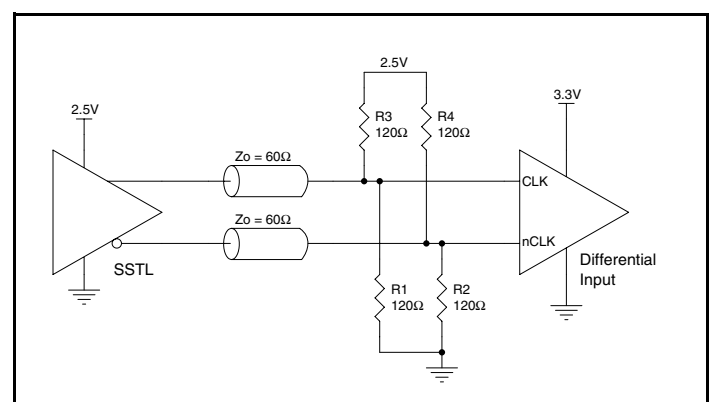 2.5V
3.3V
2.5V
R3
120Ω
R4
120Ω
Zo = 60Ω
CLK
Zo = 60Ω
nCLK
SSTL
Differential
Input
R1
120Ω
R2
120Ω